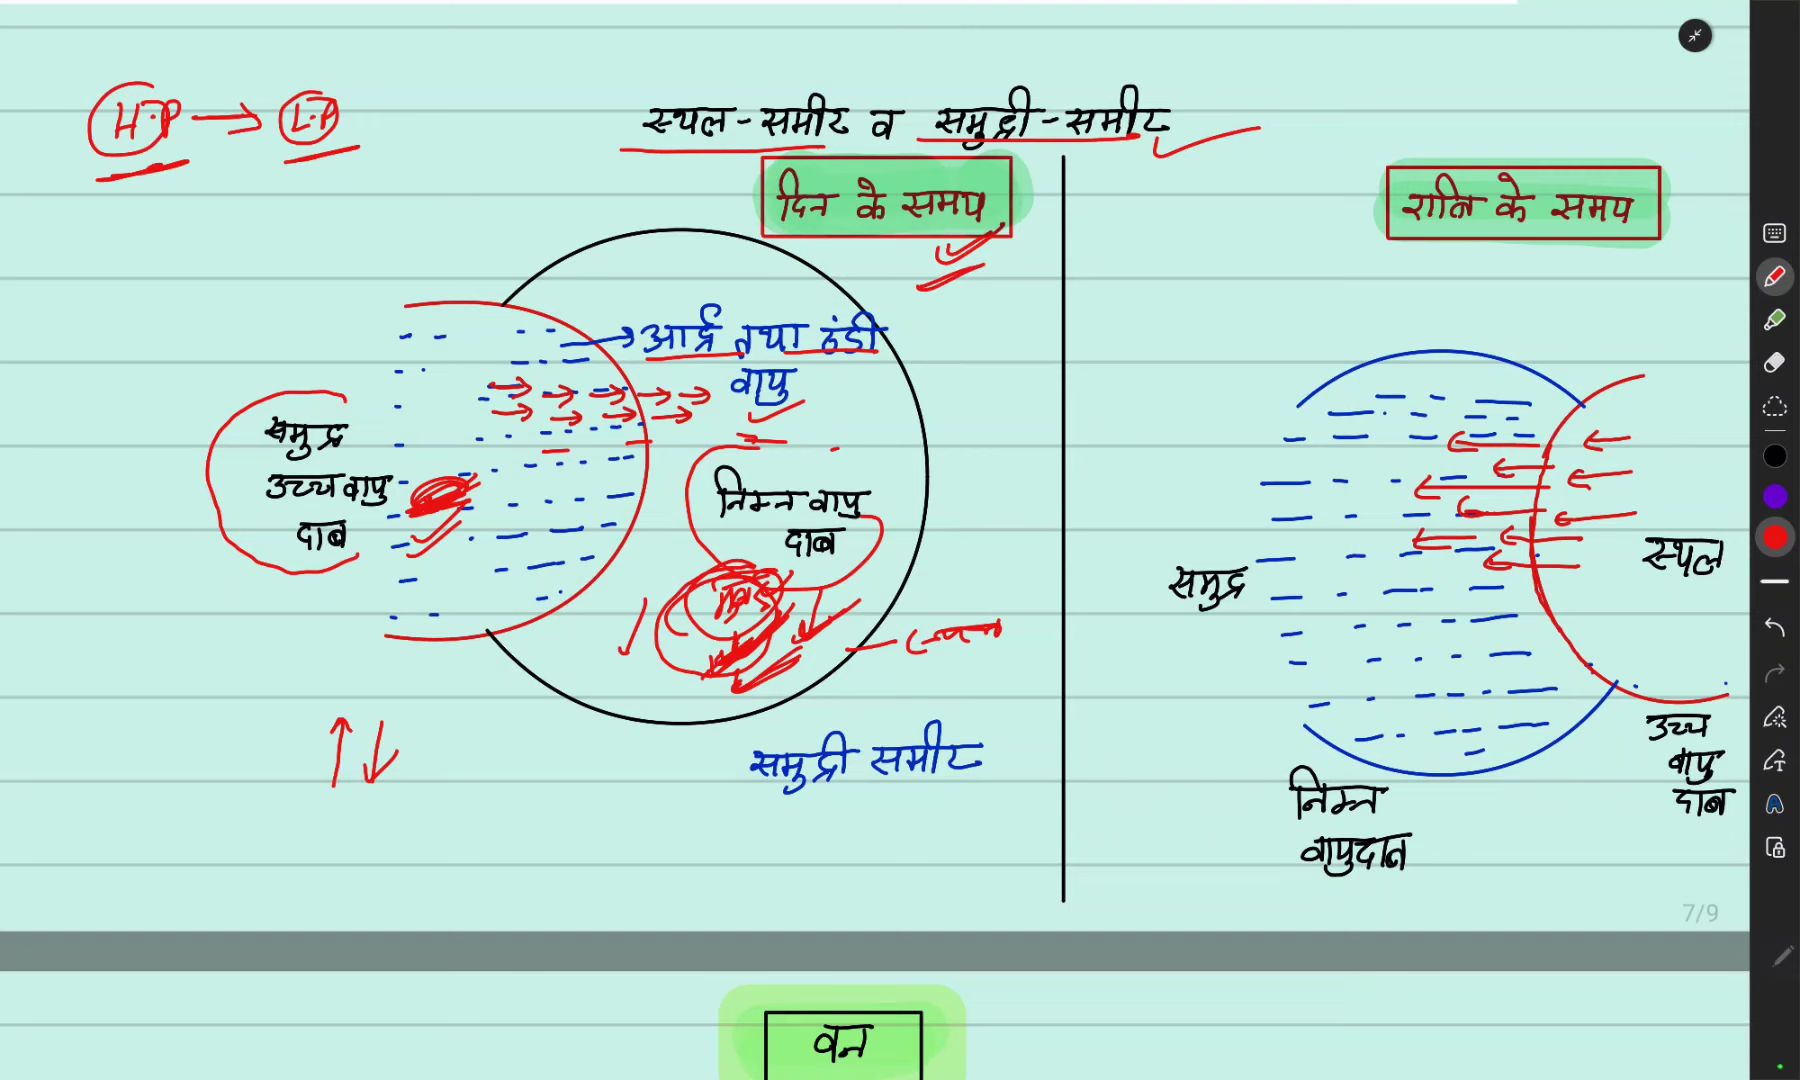 H.P → L.P
स्थल-समीर व समुद्री-समीर
दिन के समय
आर्द्र तथा ठंडी
वायु
समुद्र
उच्च वायु
दाब
निम्न वायु
दाब
समुद्री समीर
रात्रि के समय
समुद्र
स्थल
उच्च
वायु
दाब
निम्न
वायुदाब
7/9
वन